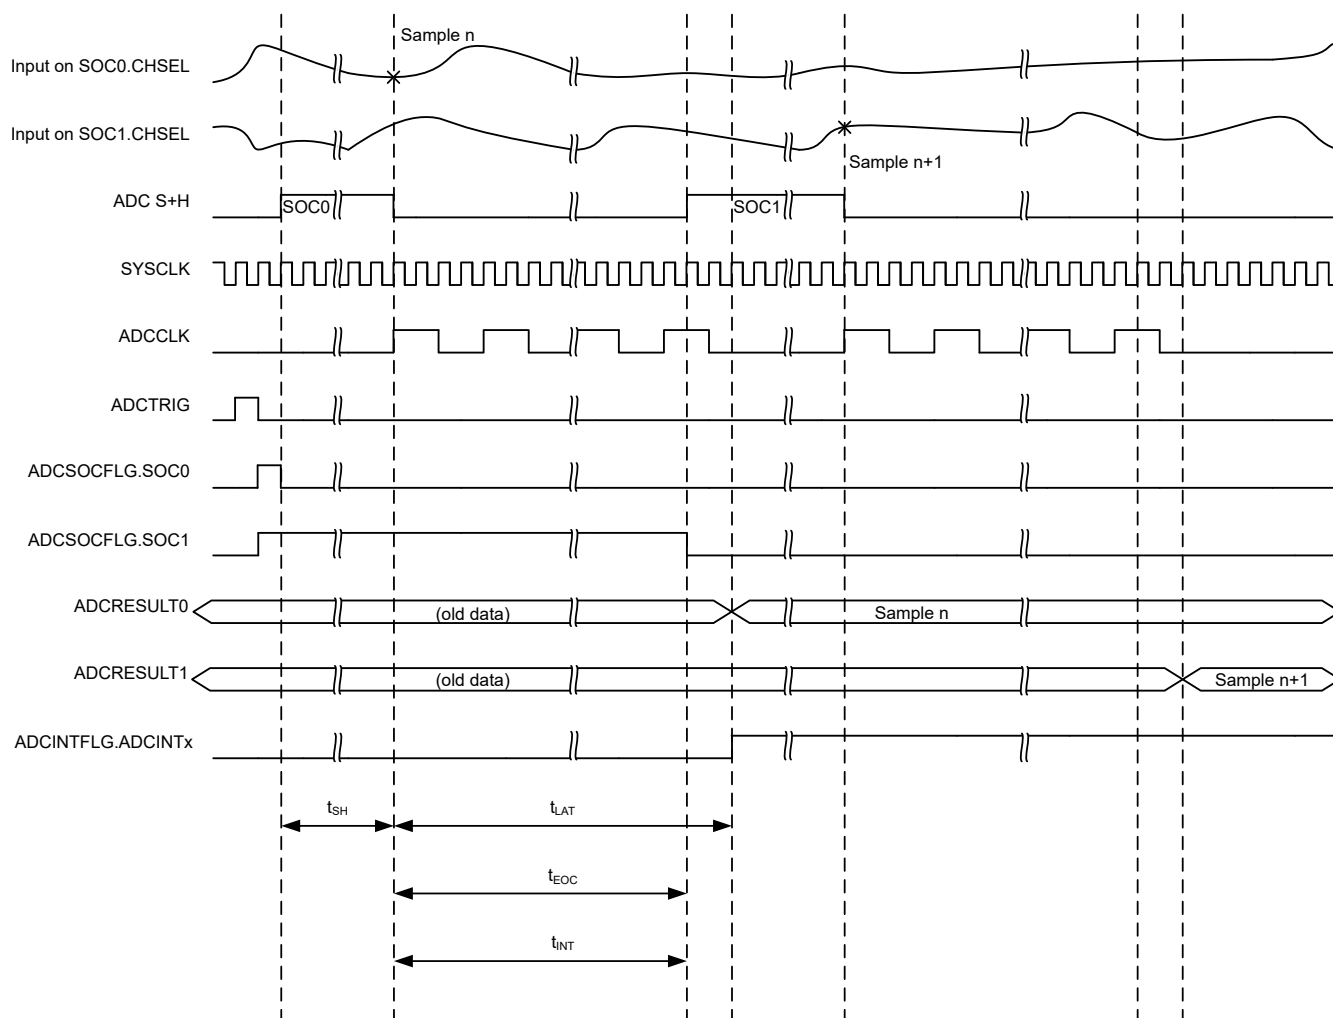 Sample n
Input on SOC0.CHSEL
Input on SOC1.CHSEL
Sample n+1
ADC S+H
SOC0
SOC1
SYSCLK
ADCCLK
ADCTRIG
ADCSOCFLG.SOC0
ADCSOCFLG.SOC1
ADCRESULT0
(old data)
Sample n
ADCRESULT1
(old data)
Sample n+1
ADCINTFLG.ADCINTx
tSH
tLAT
tEOC
tINT